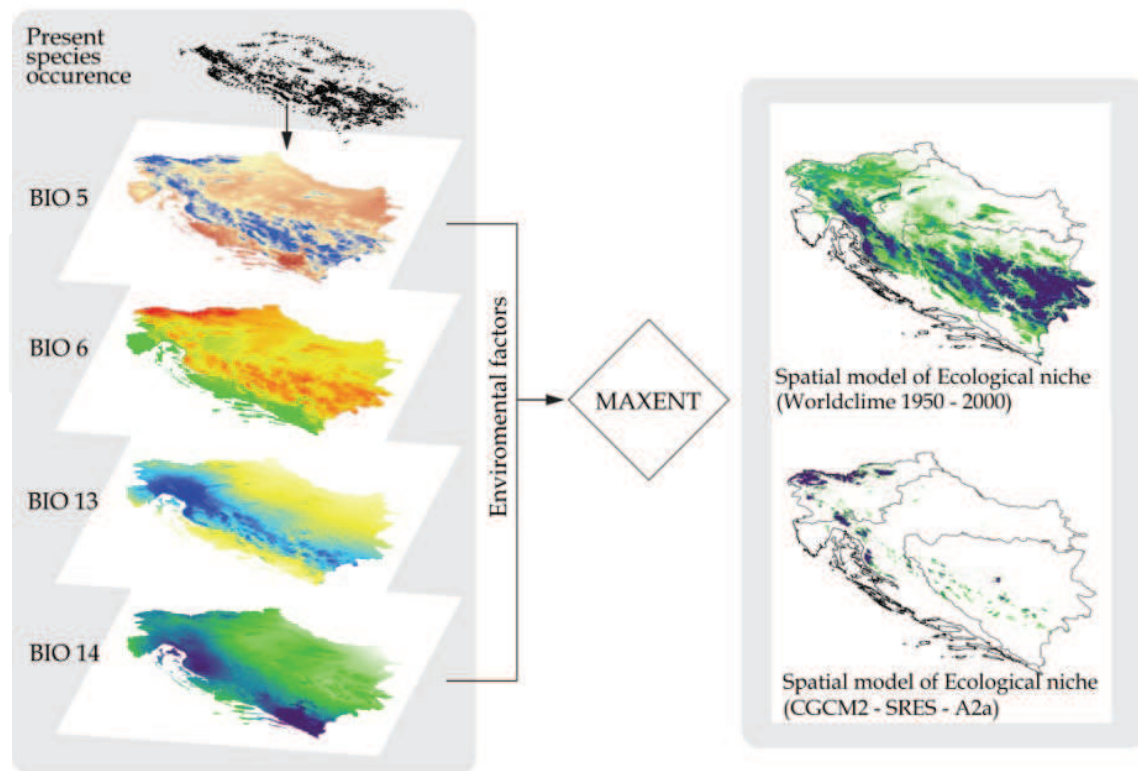 Present
species
occurence
BIO 5
BIO 6
BIO 13
BIO 14
Enviromental factors
MAXENT
Spatial model of Ecological niche
(Worldclime 1950 - 2000)
Spatial model of Ecological niche
(CGCM2 - SRES - A2a)